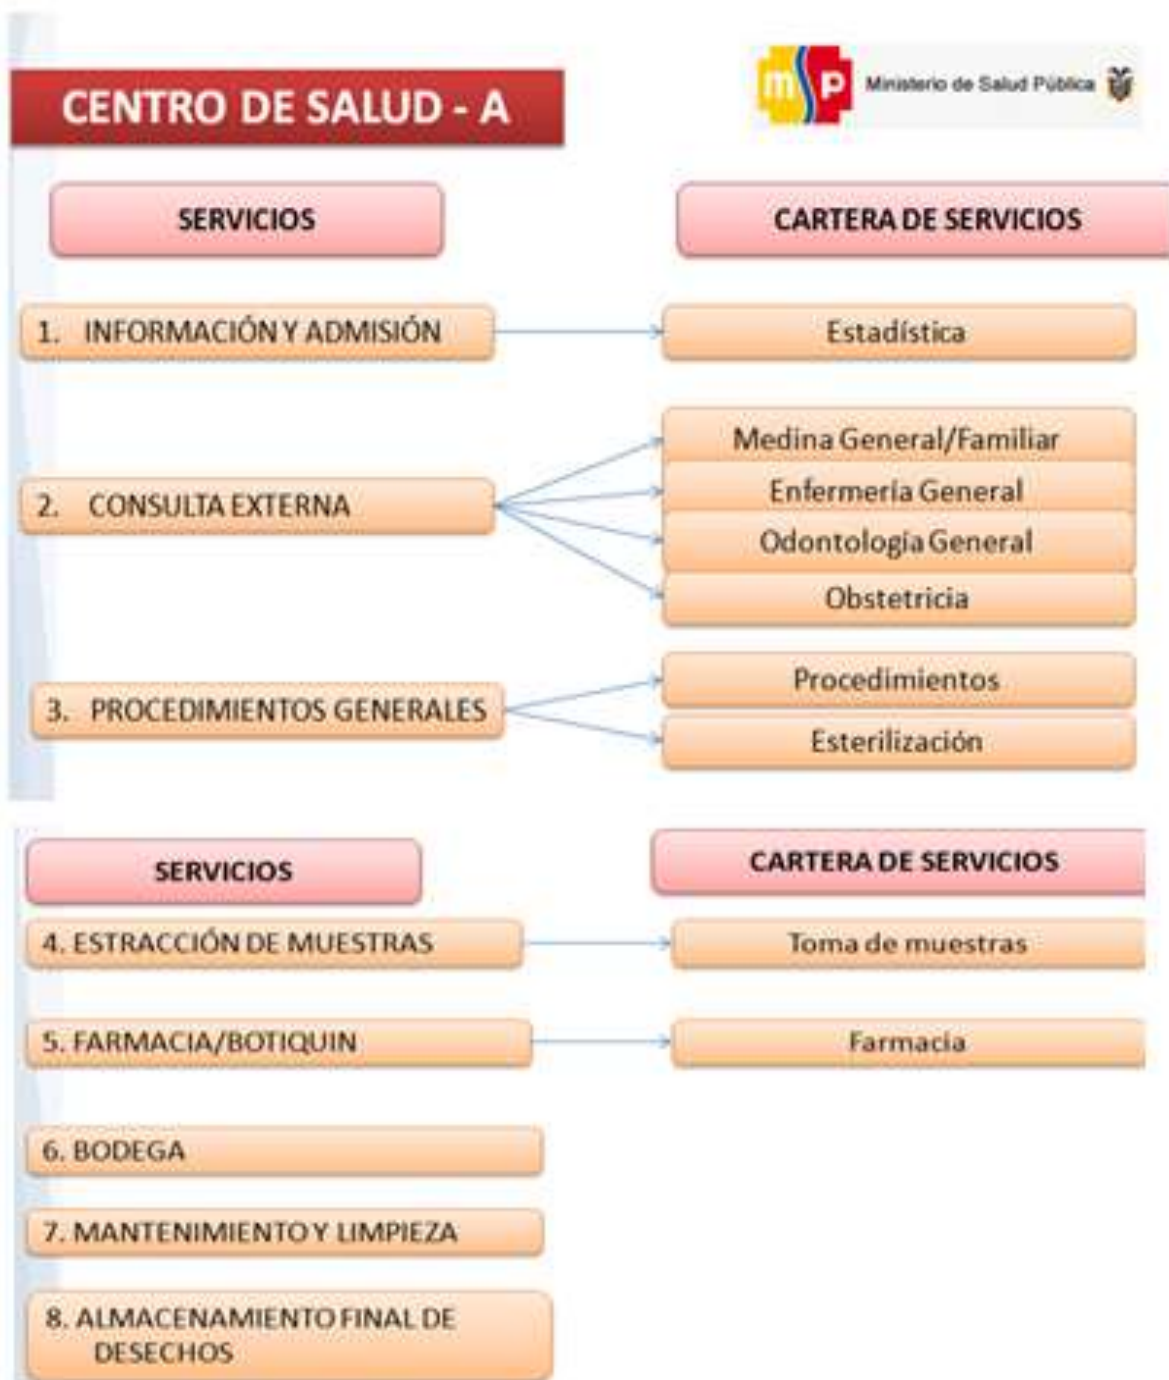 CENTRO DE SALUD - A
msp Ministerio de Salud Pública
SERVICIOS
CARTERA DE SERVICIOS
1. INFORMACIÓN Y ADMISIÓN
Estadística
2. CONSULTA EXTERNA
Medina General/Familiar
Enfermería General
Odontología General
Obstetricia
3. PROCEDIMIENTOS GENERALES
Procedimientos
Esterilización
SERVICIOS
CARTERA DE SERVICIOS
4. ESTRACCIÓN DE MUESTRAS
Toma de muestras
5. FARMACIA/BOTIQUIN
Farmacia
6. BODEGA
7. MANTENIMIENTO Y LIMPIEZA
8. ALMACENAMIENTO FINAL DE
DESECHOS